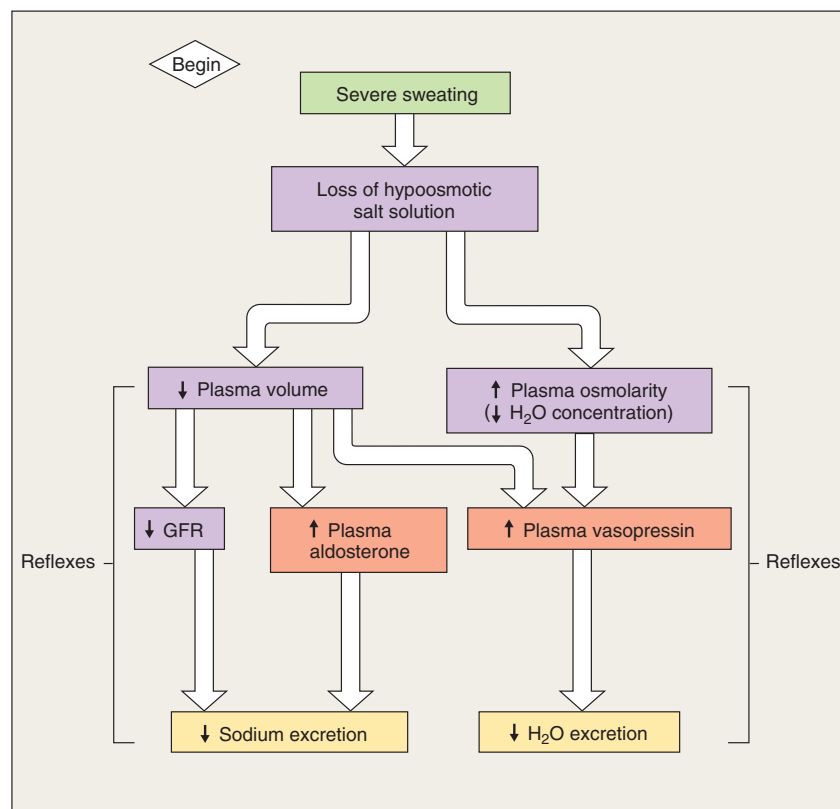 Begin
Severe sweating
Loss of hypoosmotic
salt solution
↓ Plasma volume
↑ Plasma osmolarity
(↓ H₂O concentration)
↓ GFR
↑ Plasma
aldosterone
↑ Plasma vasopressin
Reflexes
Reflexes
↓ Sodium excretion
↓ H₂O excretion